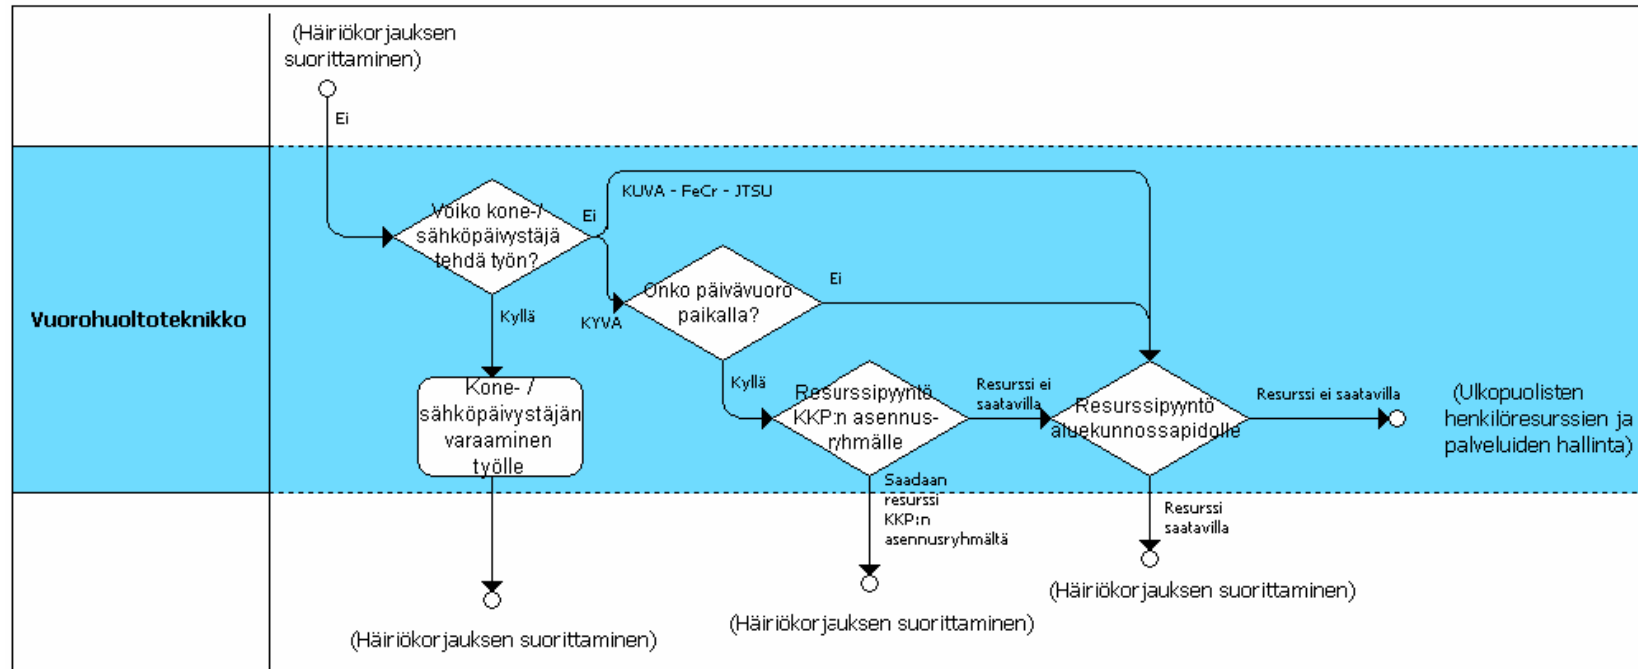 (Häiriökorjauksen
suorittaminen)
Ei
KUVA - FeCr - JTSU
Voiko kone-/
sähköpäivystäjä
tehdä työn?
Ei
Onko päivävuoro
paikalla?
Ei
Vuorohuoltoteknikko
Kyllä
KYVA
Kone- /
sähköpäivystäjän
varaaminen
työlle
Kyllä
Resurssipyyntö
KKP:n asennus-
ryhmälle
Resurssi ei
saatavilla
Resurssipyyntö
aluekunnossapidolle
Resurssi ei saatavilla
(Ulkopuolisten
henkilöresurssien ja
palveluiden hallinta)
Saadaan
resurssi
KKP:n
asennusryhmältä
Resurssi
saatavilla
(Häiriökorjauksen suorittaminen)
(Häiriökorjauksen suorittaminen)
(Häiriökorjauksen suorittaminen)